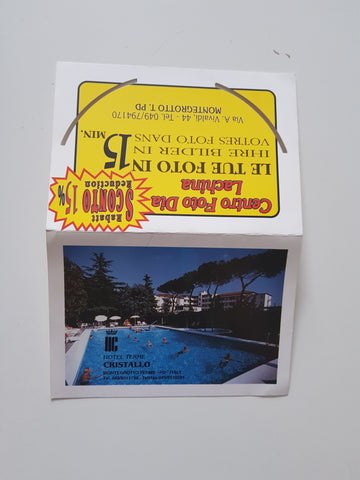 Centro Foto Dia
Lachina
Rabatt
SCONTO 15%
Reduction
LE TUE FOTO IN
IHRE BILDER IN
VOTRES FOTO DANS
15 MIN.
Via A. Vivaldi, 44 - Tel. 049/794170
MONTEGROTTO T. PD
HOTEL TERME
CRISTALLO